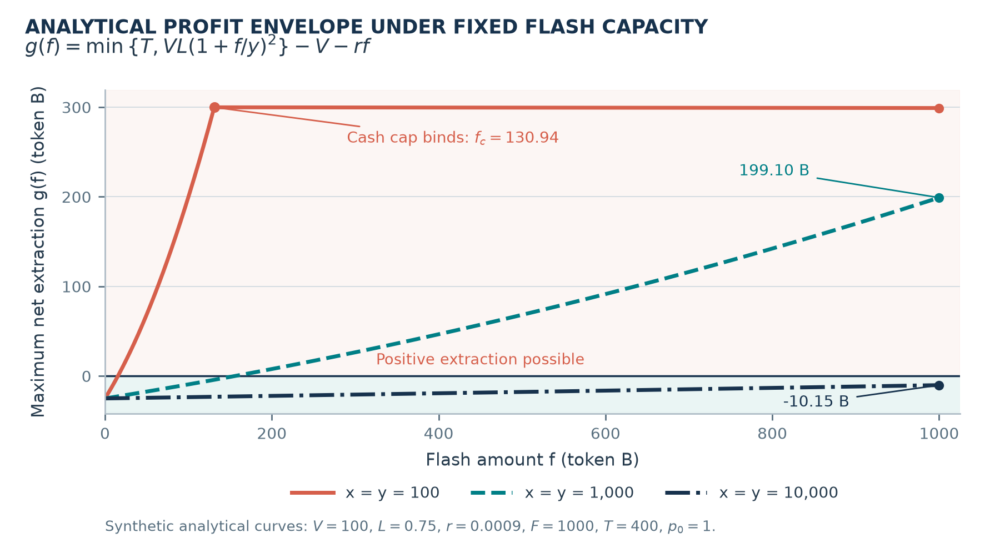 ANALYTICAL PROFIT ENVELOPE UNDER FIXED FLASH CAPACITY
g(f) = min {T, VL(1 + f/y)²} − V − rf
Maximum net extraction g(f) (token B)
300
200
100
0
Cash cap binds: f_c = 130.94
199.10 B
Positive extraction possible
-10.15 B
0 200 400 600 800 1000
Flash amount f (token B)
x = y = 100 x = y = 1,000 x = y = 10,000
Synthetic analytical curves: V = 100, L = 0.75, r = 0.0009, F = 1000, T = 400, p₀ = 1.